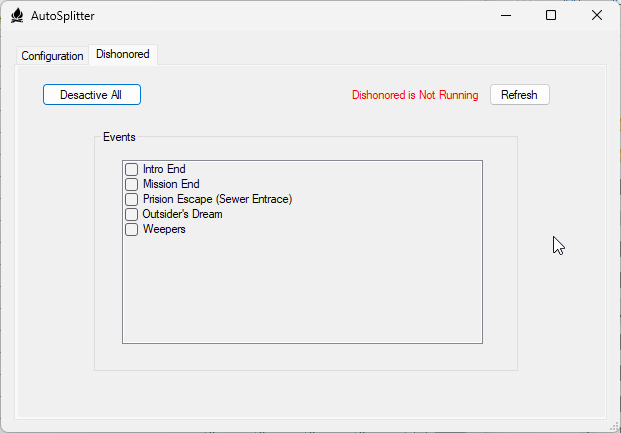 AutoSplitter
Configuration
Dishonored
Desactive All
Dishonored is Not Running
Refresh
Events
Intro End
Mission End
Prision Escape (Sewer Entrace)
Outsider's Dream
Weepers